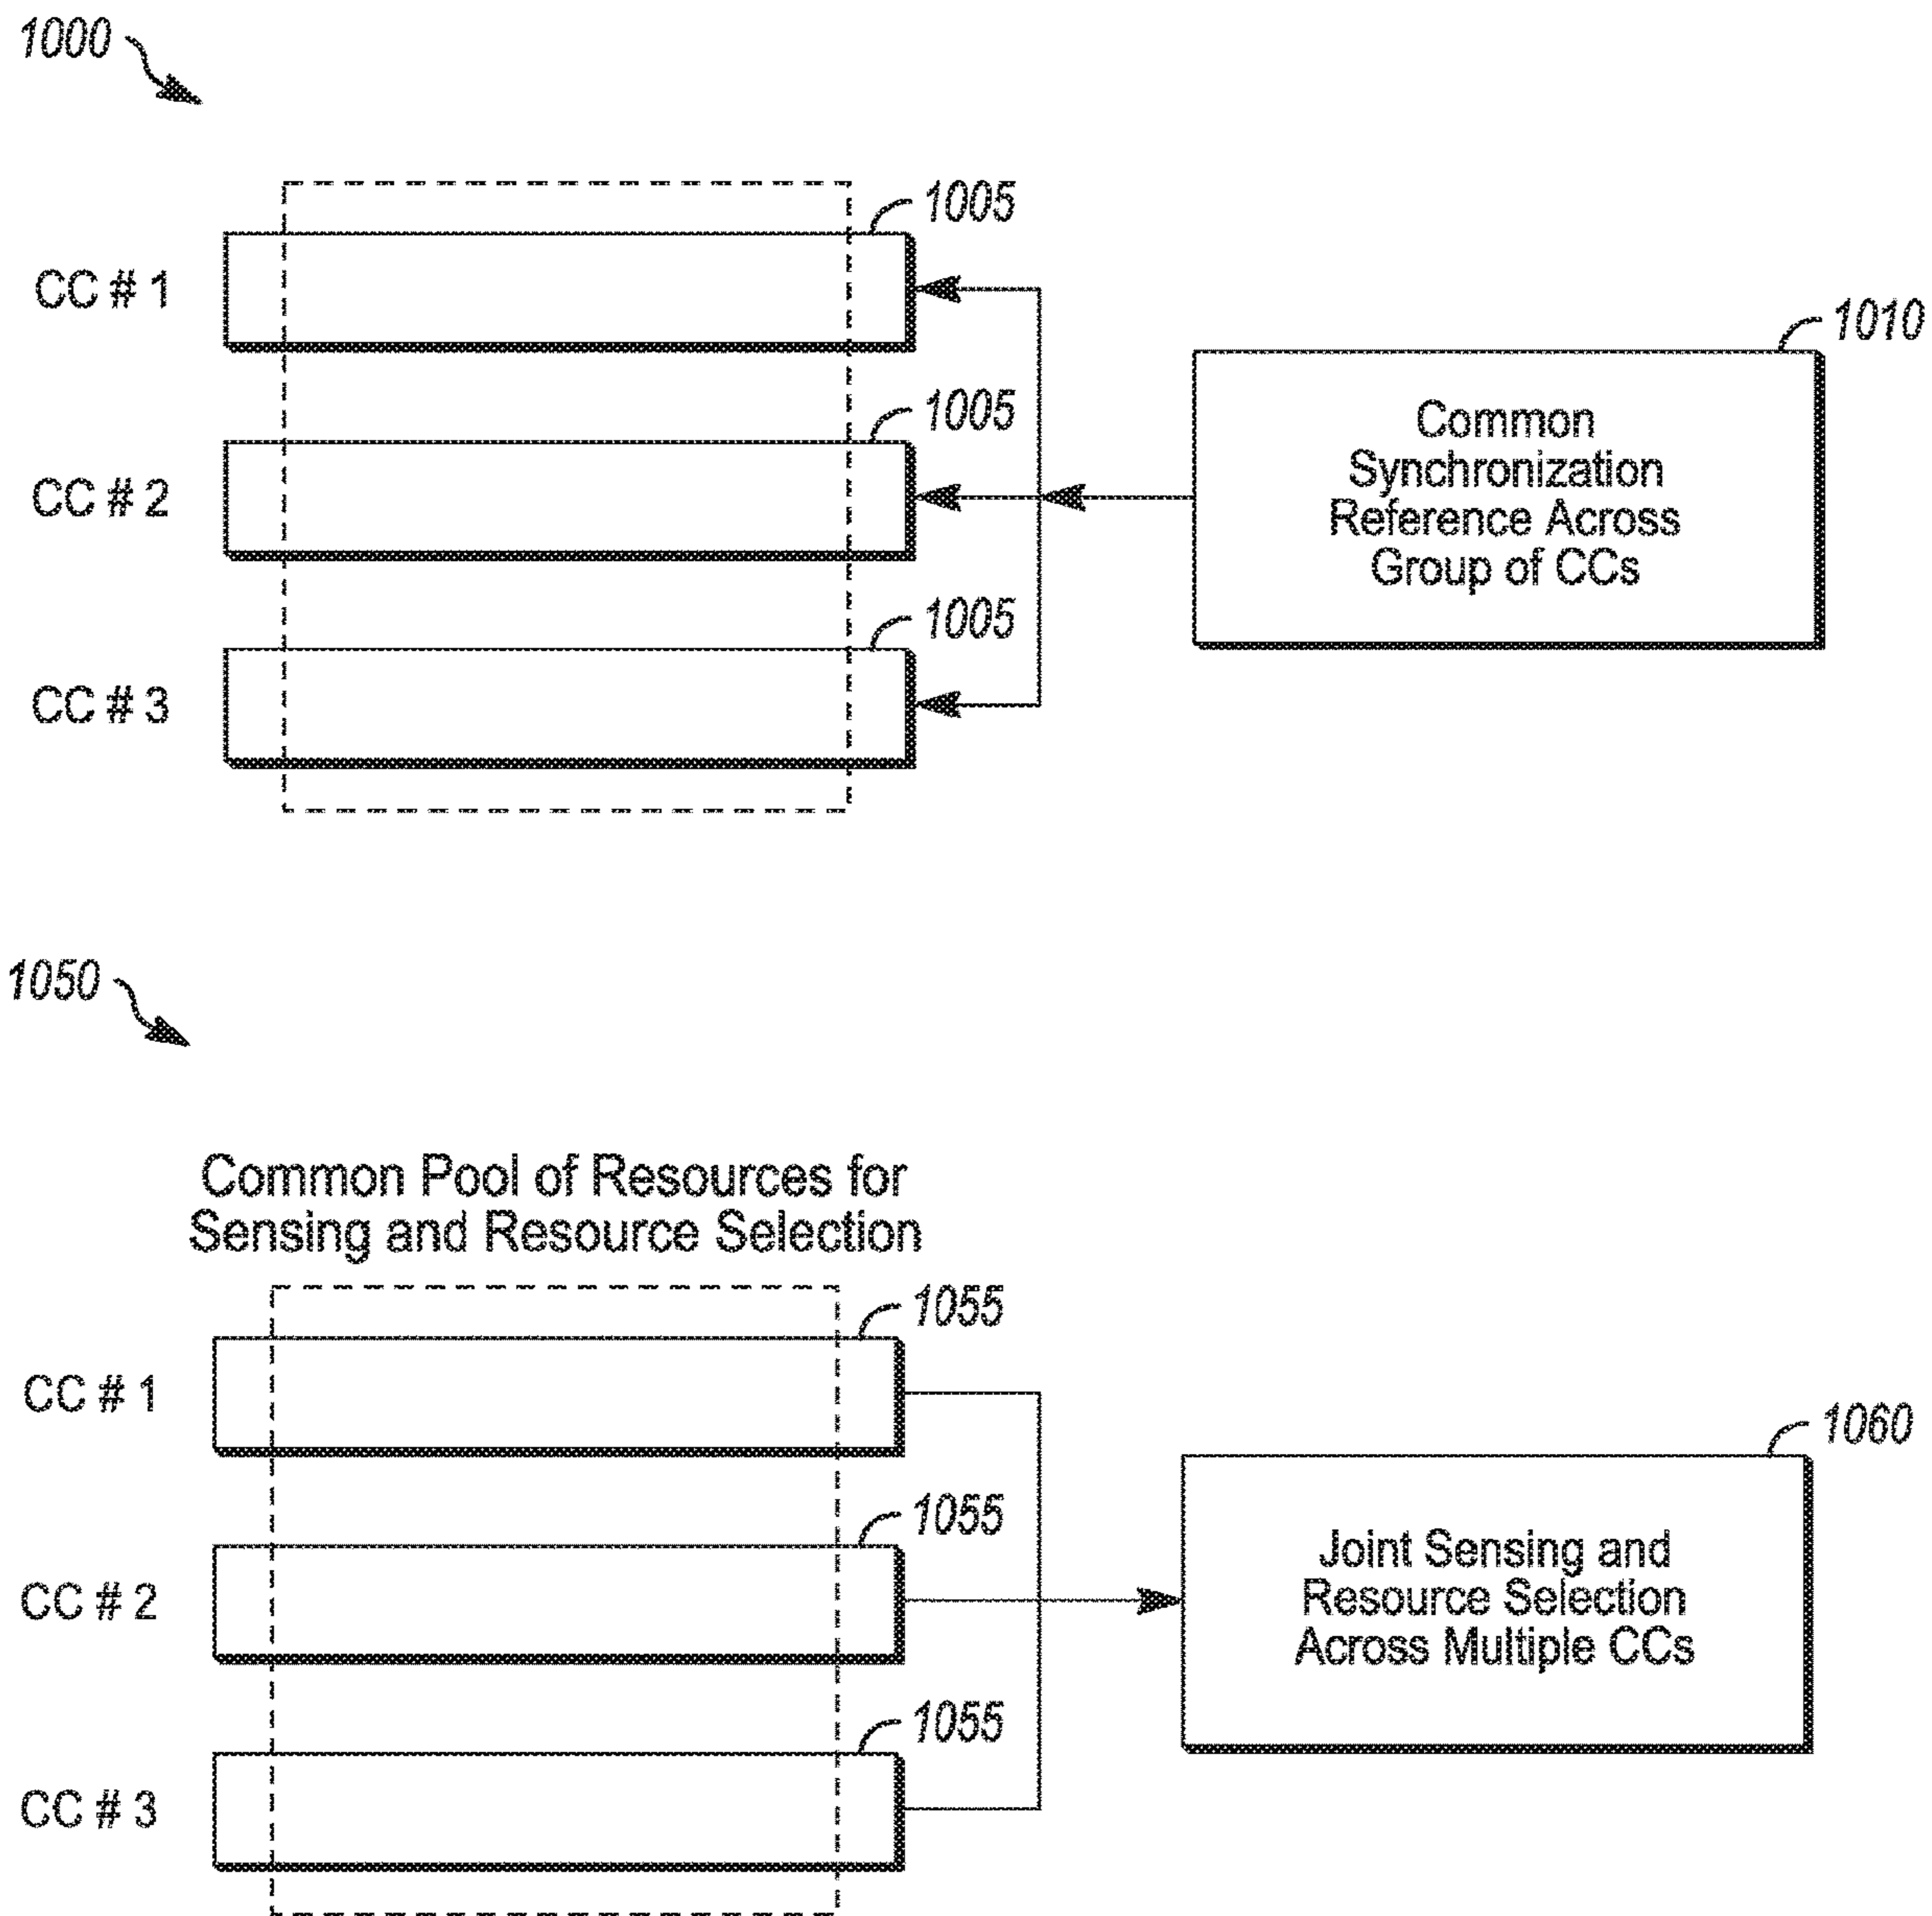 1000
1005
CC # 1
1010
1005
Common
Synchronization
Reference Across
Group of CCs
CC # 2
1005
CC # 3
1050
Common Pool of Resources for
Sensing and Resource Selection
1055
CC # 1
1060
1055
Joint Sensing and
Resource Selection
Across Multiple CCs
CC # 2
1055
CC # 3